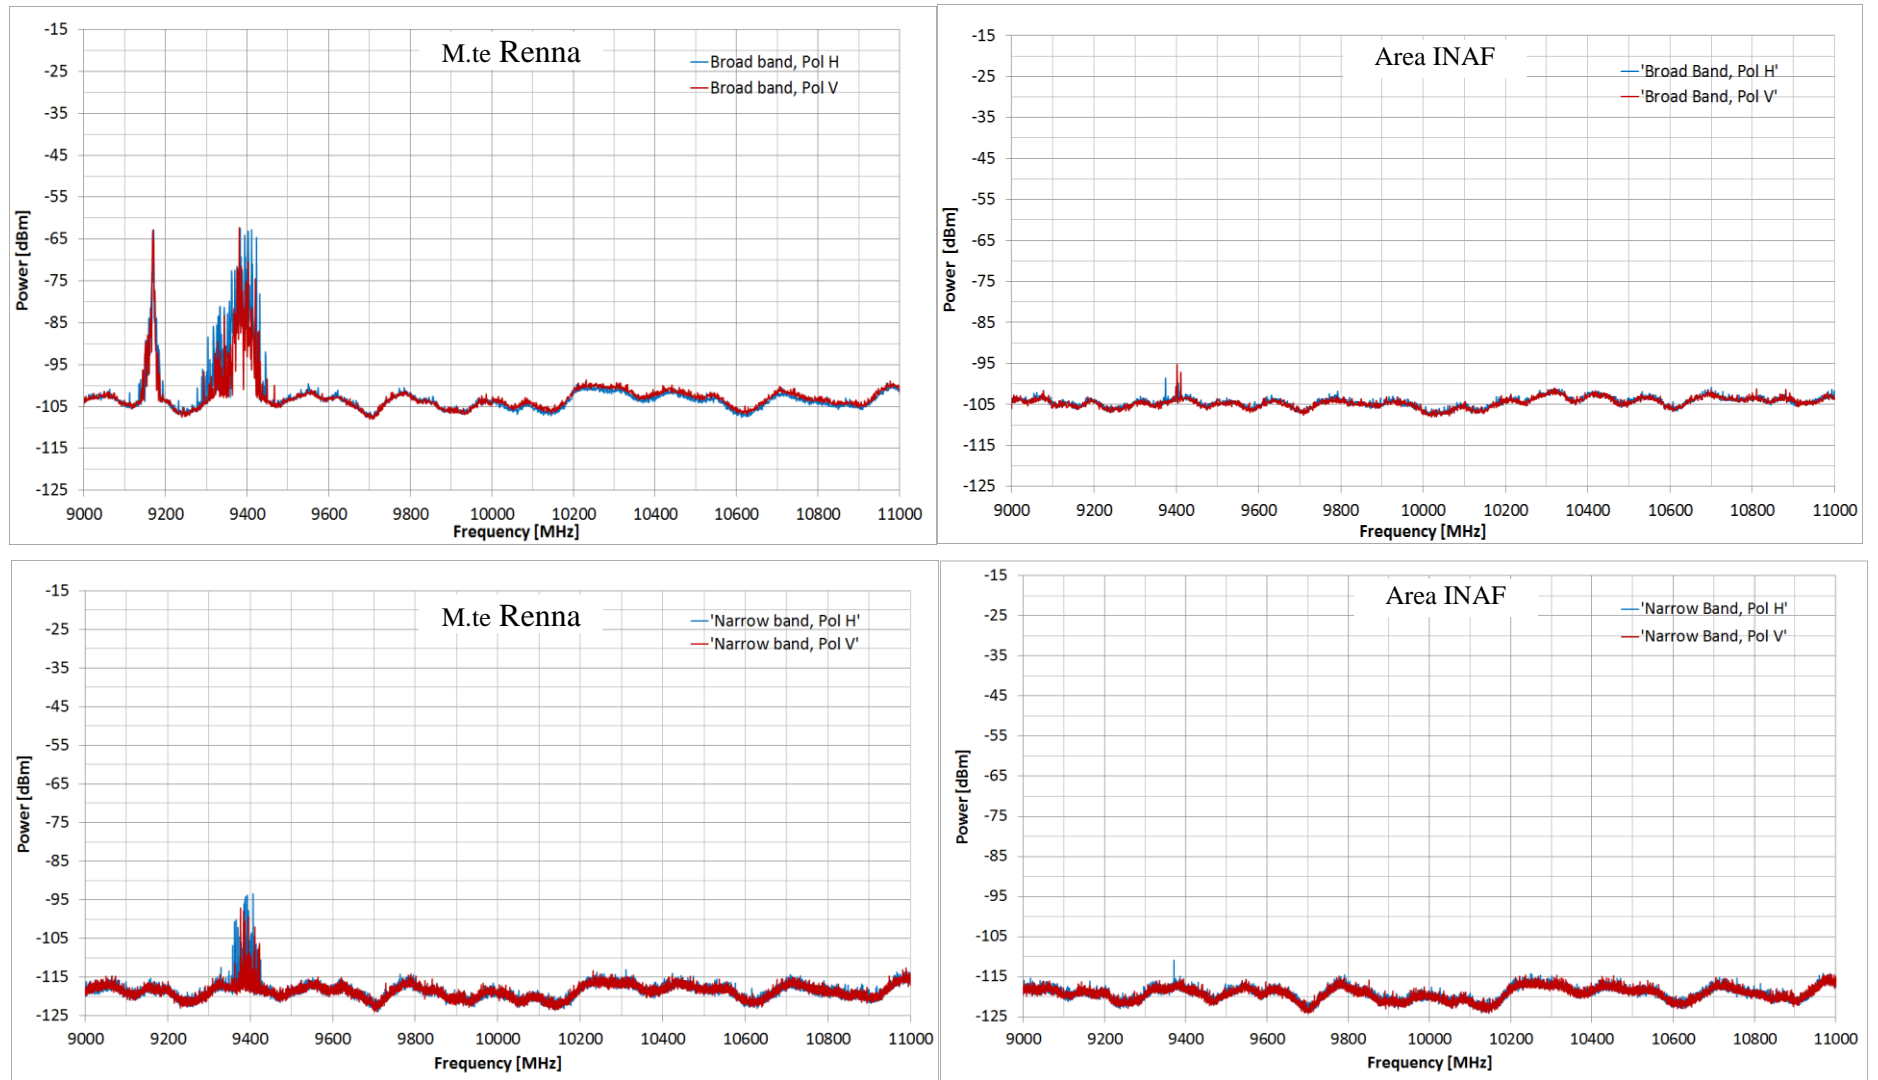 M.te Renna
Broad band, Pol H
Broad band, Pol V
-15
-25
-35
-45
-55
-65
-75
-85
-95
-105
-115
-125
Power [dBm]
9000 9200 9400 9600 9800 10000 10200 10400 10600 10800 11000
Frequency [MHz]
Area INAF
'Broad Band, Pol H'
'Broad Band, Pol V'
-15
-25
-35
-45
-55
-65
-75
-85
-95
-105
-115
-125
Power [dBm]
9000 9200 9400 9600 9800 10000 10200 10400 10600 10800 11000
Frequency [MHz]
M.te Renna
'Narrow band, Pol H'
'Narrow band, Pol V'
-15
-25
-35
-45
-55
-65
-75
-85
-95
-105
-115
-125
Power [dBm]
9000 9200 9400 9600 9800 10000 10200 10400 10600 10800 11000
Frequency [MHz]
Area INAF
'Narrow Band, Pol H'
'Narrow Band, Pol V'
-15
-25
-35
-45
-55
-65
-75
-85
-95
-105
-115
-125
Power [dBm]
9000 9200 9400 9600 9800 10000 10200 10400 10600 10800 11000
Frequency [MHz]